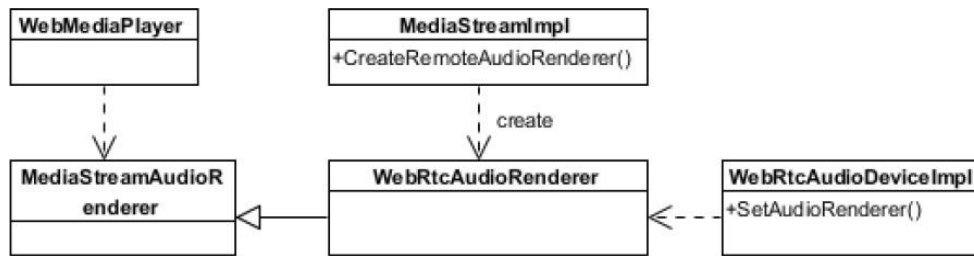 WebMediaPlayer
MediaStreamImpl
+CreateRemoteAudioRenderer()
create
MediaStreamAudioR
enderer
WebRtcAudioRenderer
WebRtcAudioDeviceImpl
+SetAudioRenderer()